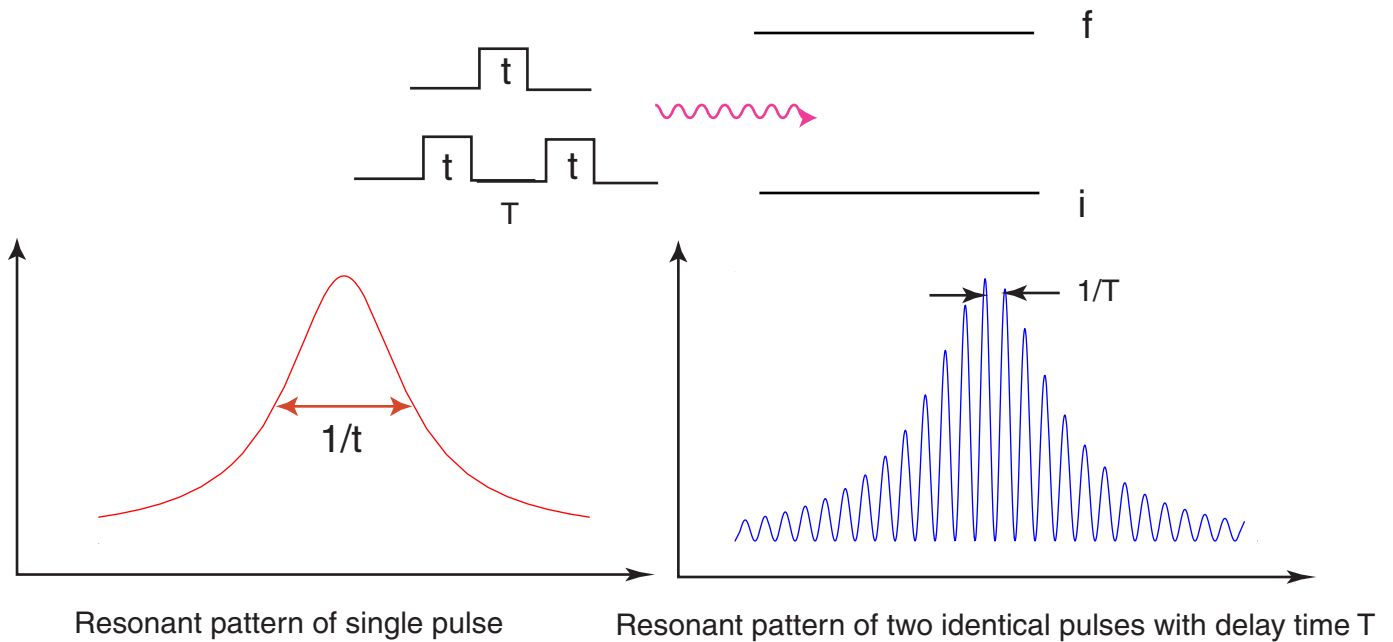 f
t
t
t
T
i
1/t
1/T
Resonant pattern of single pulse
Resonant pattern of two identical pulses with delay time T